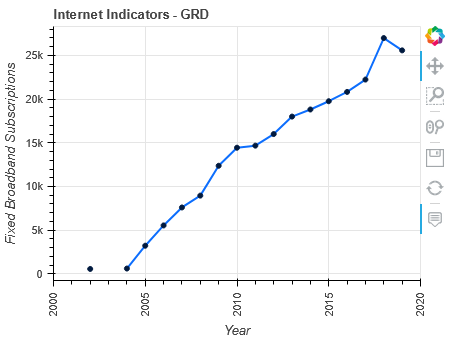 Internet Indicators - GRD
Fixed Broadband Subscriptions
25k
20k
15k
10k
5k
0
2000
2005
2010
2015
2020
Year